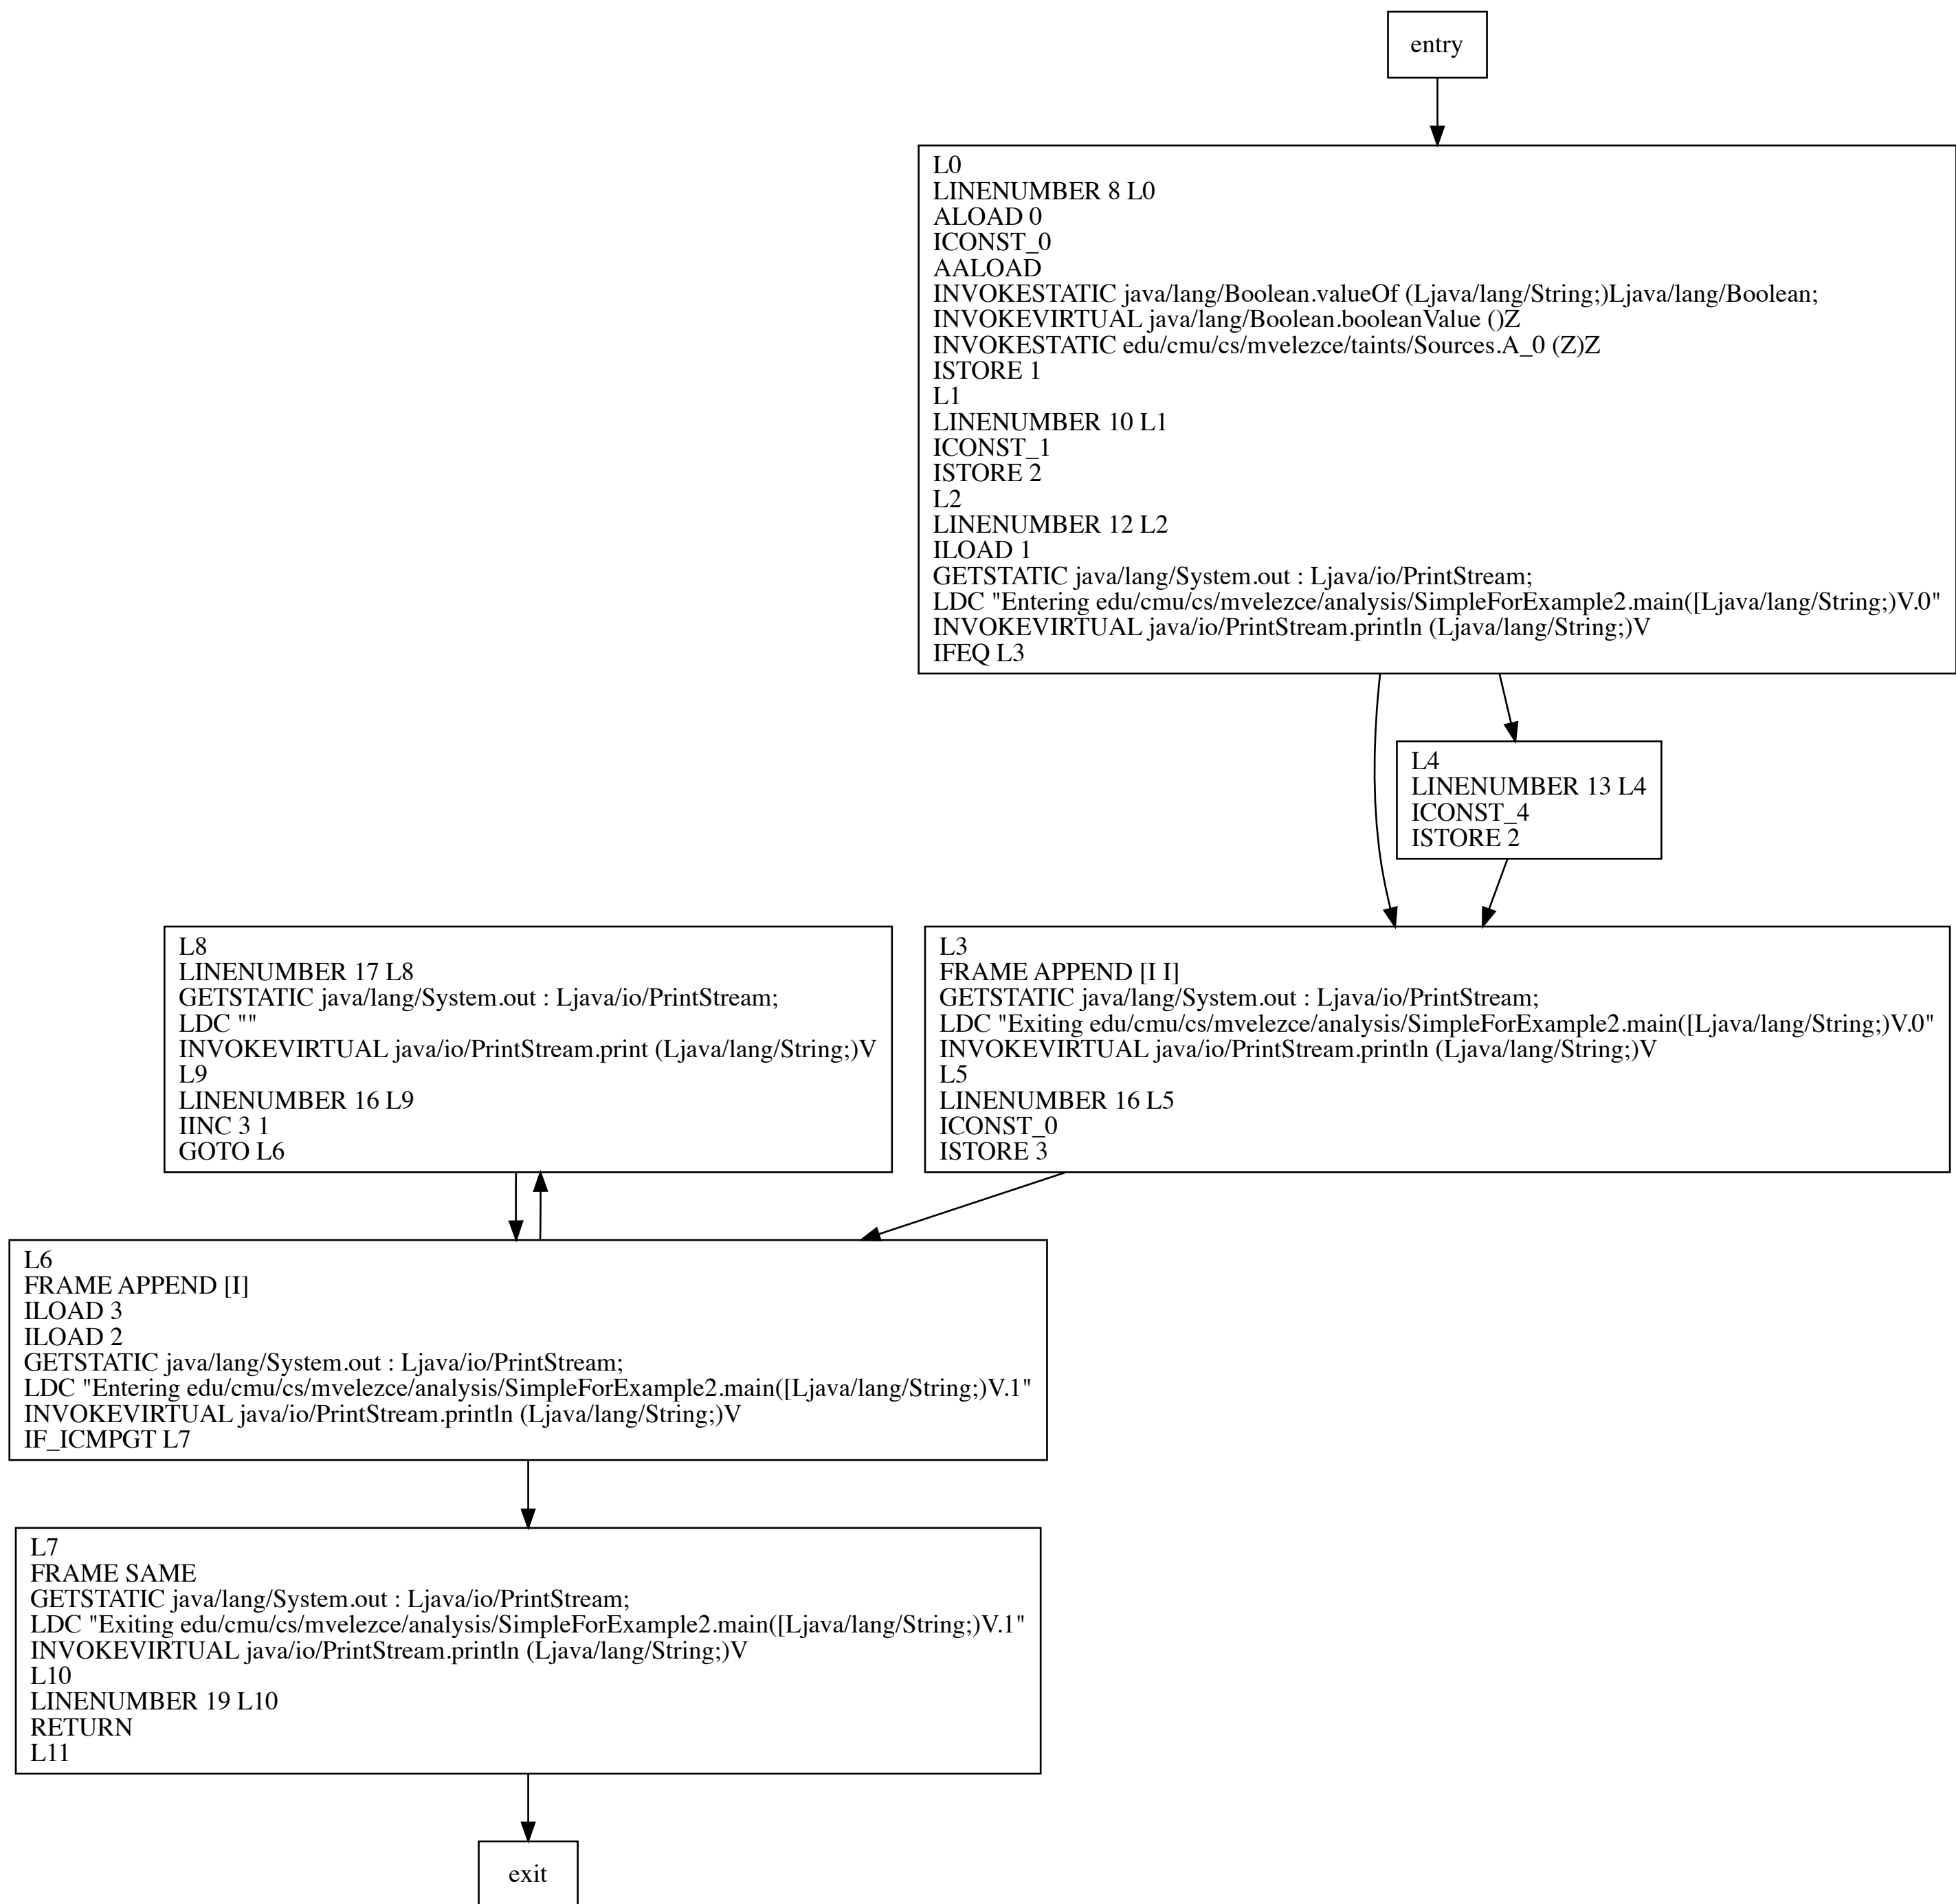 entry
L0
LINENUMBER 8 L0
ALOAD 0
ICONST_0
AALOAD
INVOKESTATIC java/lang/Boolean.valueOf (Ljava/lang/String;)Ljava/lang/Boolean;
INVOKEVIRTUAL java/lang/Boolean.booleanValue ()Z
INVOKESTATIC edu/cmu/cs/mvelezce/taints/Sources.A_0 (Z)Z
ISTORE 1
L1
LINENUMBER 10 L1
ICONST_1
ISTORE 2
L2
LINENUMBER 12 L2
ILOAD 1
GETSTATIC java/lang/System.out : Ljava/io/PrintStream;
LDC "Entering edu/cmu/cs/mvelezce/analysis/SimpleForExample2.main([Ljava/lang/String;)V.0"
INVOKEVIRTUAL java/io/PrintStream.println (Ljava/lang/String;)V
IFEQ L3
L4
LINENUMBER 13 L4
ICONST_4
ISTORE 2
L8
LINENUMBER 17 L8
GETSTATIC java/lang/System.out : Ljava/io/PrintStream;
LDC ""
INVOKEVIRTUAL java/io/PrintStream.print (Ljava/lang/String;)V
L9
LINENUMBER 16 L9
IINC 3 1
GOTO L6
L3
FRAME APPEND [I I]
GETSTATIC java/lang/System.out : Ljava/io/PrintStream;
LDC "Exiting edu/cmu/cs/mvelezce/analysis/SimpleForExample2.main([Ljava/lang/String;)V.0"
INVOKEVIRTUAL java/io/PrintStream.println (Ljava/lang/String;)V
L5
LINENUMBER 16 L5
ICONST_0
ISTORE 3
L6
FRAME APPEND [I]
ILOAD 3
ILOAD 2
GETSTATIC java/lang/System.out : Ljava/io/PrintStream;
LDC "Entering edu/cmu/cs/mvelezce/analysis/SimpleForExample2.main([Ljava/lang/String;)V.1"
INVOKEVIRTUAL java/io/PrintStream.println (Ljava/lang/String;)V
IF_ICMPGT L7
L7
FRAME SAME
GETSTATIC java/lang/System.out : Ljava/io/PrintStream;
LDC "Exiting edu/cmu/cs/mvelezce/analysis/SimpleForExample2.main([Ljava/lang/String;)V.1"
INVOKEVIRTUAL java/io/PrintStream.println (Ljava/lang/String;)V
L10
LINENUMBER 19 L10
RETURN
L11
exit